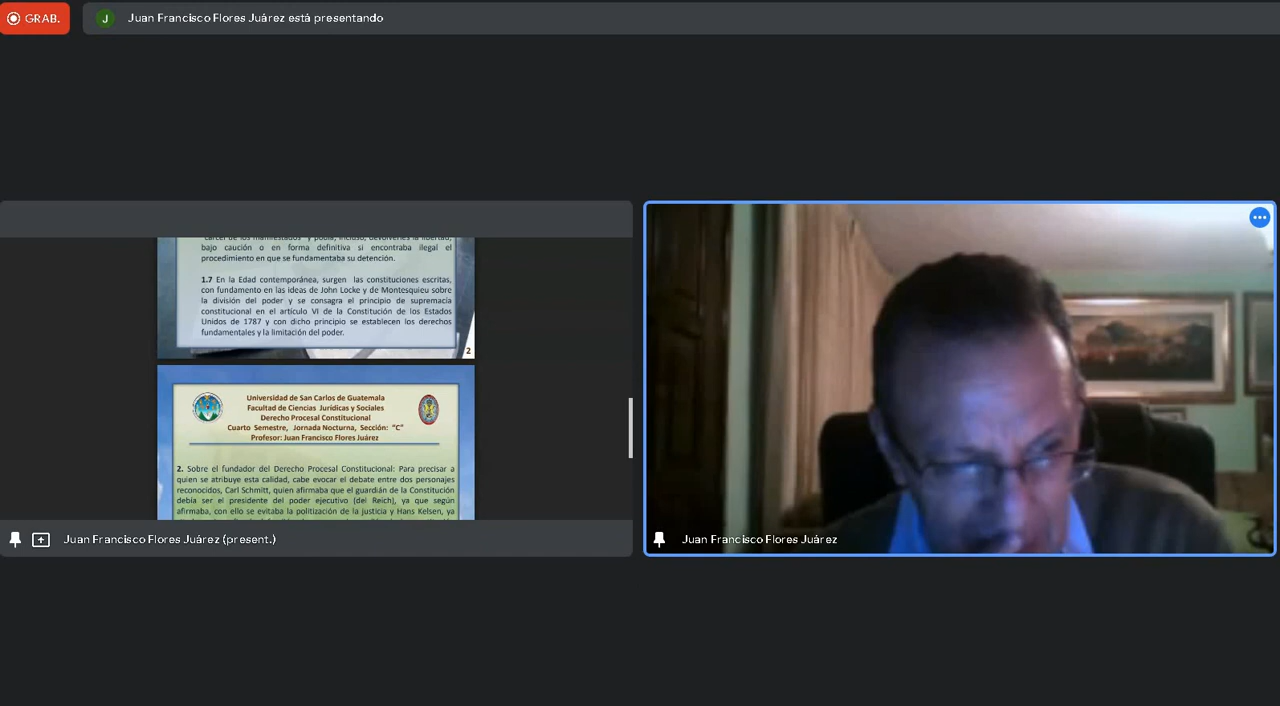 GRAB.
J
Juan Francisco Flores Juárez está presentando
"cárcel de los manifestados" y podía, incluso, devolverles la libertad,
bajo caución o en forma definitiva si encontraba ilegal el
procedimiento en que se fundamentaba su detención.
1.7 En la Edad contemporánea, surgen las constituciones escritas,
con fundamento en las ideas de John Locke y de Montesquieu sobre
la división del poder y se consagra el principio de supremacía
constitucional en el artículo VI de la Constitución de los Estados
Unidos de 1787 y con dicho principio se establecen los derechos
fundamentales y la limitación del poder.
2
Universidad de San Carlos de Guatemala
Facultad de Ciencias Jurídicas y Sociales
Derecho Procesal Constitucional
Cuarto Semestre, Jornada Nocturna, Sección: "C"
Profesor: Juan Francisco Flores Juárez
2. Sobre el fundador del Derecho Procesal Constitucional: Para precisar a
quien se atribuye esta calidad, cabe evocar el debate entre dos personajes
reconocidos, Carl Schmitt, quien afirmaba que el guardián de la Constitución
debía ser el presidente del poder ejecutivo (del Reich), ya que según
afirmaba, con ello se evitaba la politización de la justicia y Hans Kelsen, ya
Juan Francisco Flores Juárez (present.)
Juan Francisco Flores Juárez